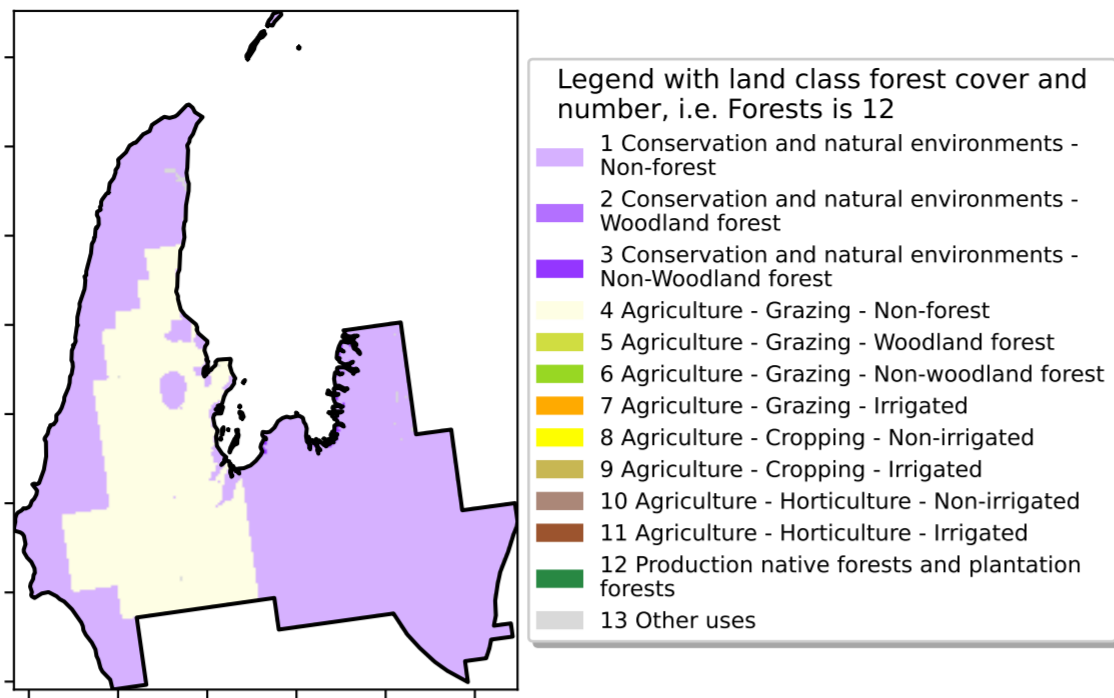 Legend with land class forest cover and
number, i.e. Forests is 12
1 Conservation and natural environments -
Non-forest
2 Conservation and natural environments -
Woodland forest
3 Conservation and natural environments -
Non-Woodland forest
4 Agriculture - Grazing - Non-forest
5 Agriculture - Grazing - Woodland forest
6 Agriculture - Grazing - Non-woodland forest
7 Agriculture - Grazing - Irrigated
8 Agriculture - Cropping - Non-irrigated
9 Agriculture - Cropping - Irrigated
10 Agriculture - Horticulture - Non-irrigated
11 Agriculture - Horticulture - Irrigated
12 Production native forests and plantation
forests
13 Other uses